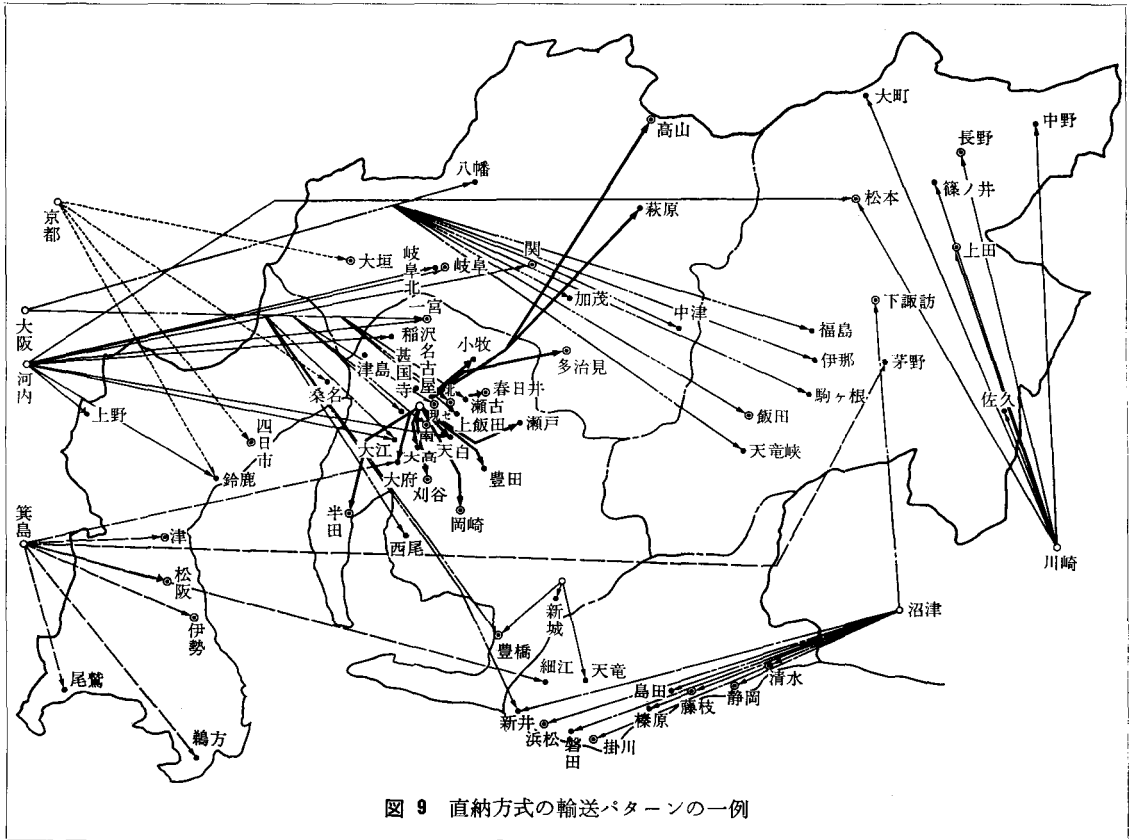 大町
中野
高山
長野
八幡
篠ノ井
京都
松本
萩原
関
上田
大垣
岐阜北
岐阜
加茂
下諏訪
大阪
一宮
中津
福島
稲沢
小牧
名古屋
津島
甚目寺
多治見
伊那
茅野
河内
桑名
春日井
北
瀬古
駒ヶ根
佐久
上野
上飯田
瀬戸
飯田
四日市
南
大江
天白
天竜峡
大高
鈴鹿
大府
豊田
刈谷
箕島
半田
岡崎
津
西尾
川崎
松阪
新城
沼津
伊勢
豊橋
細江
天竜
清水
尾鷲
島田
静岡
藤枝
新井
榛原
浜松
掛川
磐田
鵜方
図 9 直納方式の輸送パターンの一例